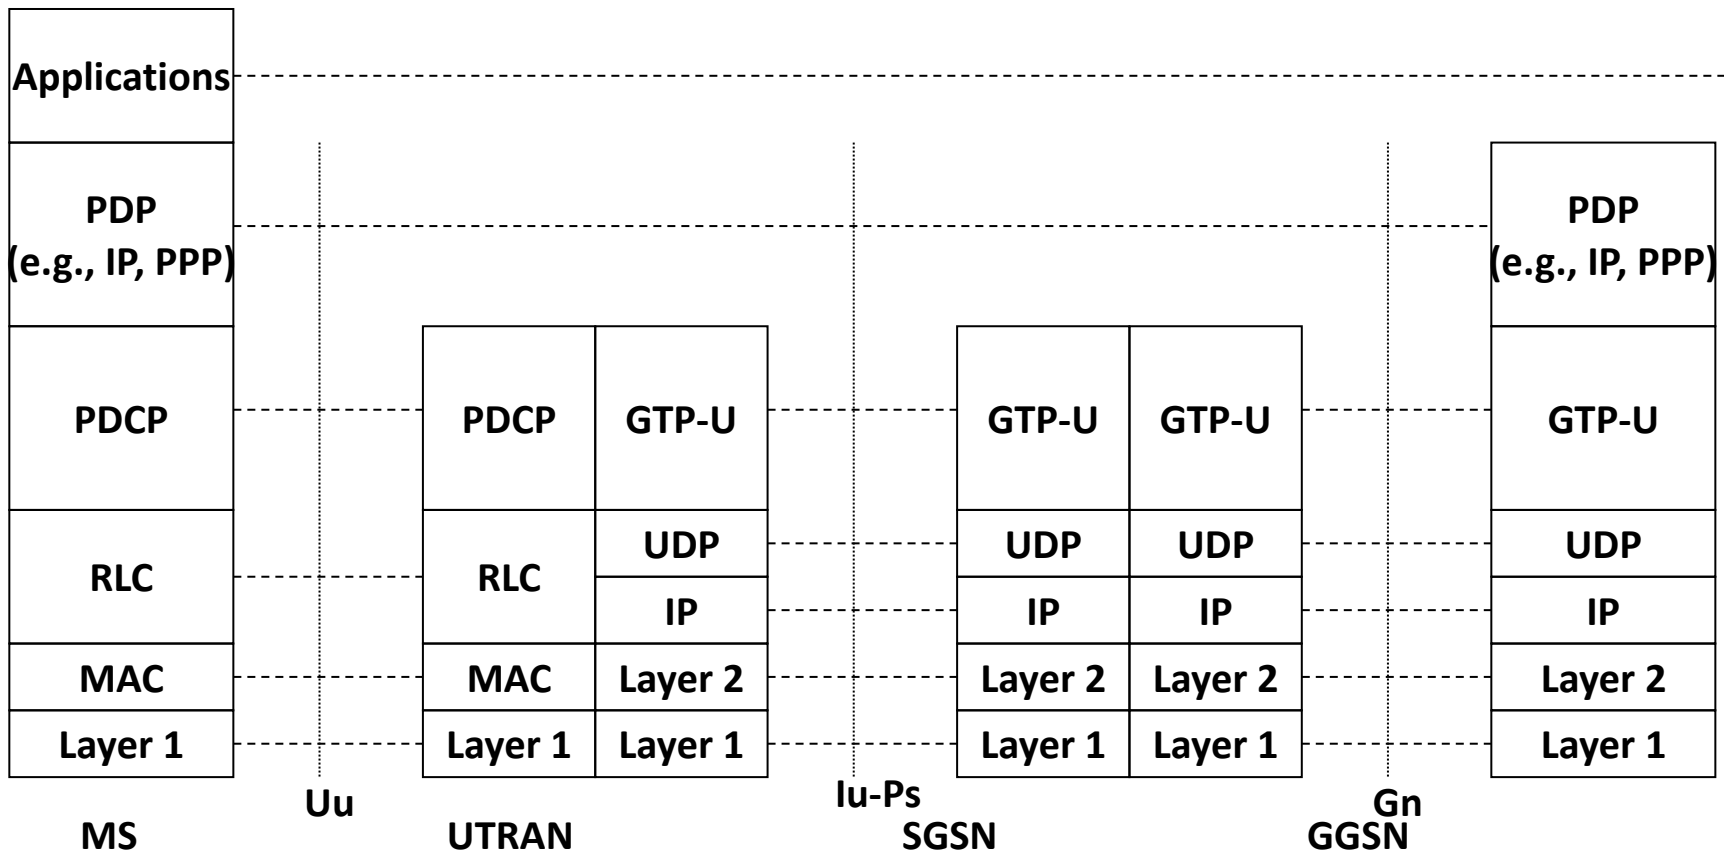 Applications
PDP
(e.g., IP, PPP)
PDP
(e.g., IP, PPP)
PDCP
PDCP
GTP-U
GTP-U
GTP-U
GTP-U
RLC
RLC
UDP
UDP
UDP
UDP
IP
IP
IP
IP
MAC
MAC
Layer 2
Layer 2
Layer 2
Layer 2
Layer 1
Layer 1
Layer 1
Layer 1
Layer 1
Layer 1
Uu
Iu-Ps
Gn
MS
UTRAN
SGSN
GGSN